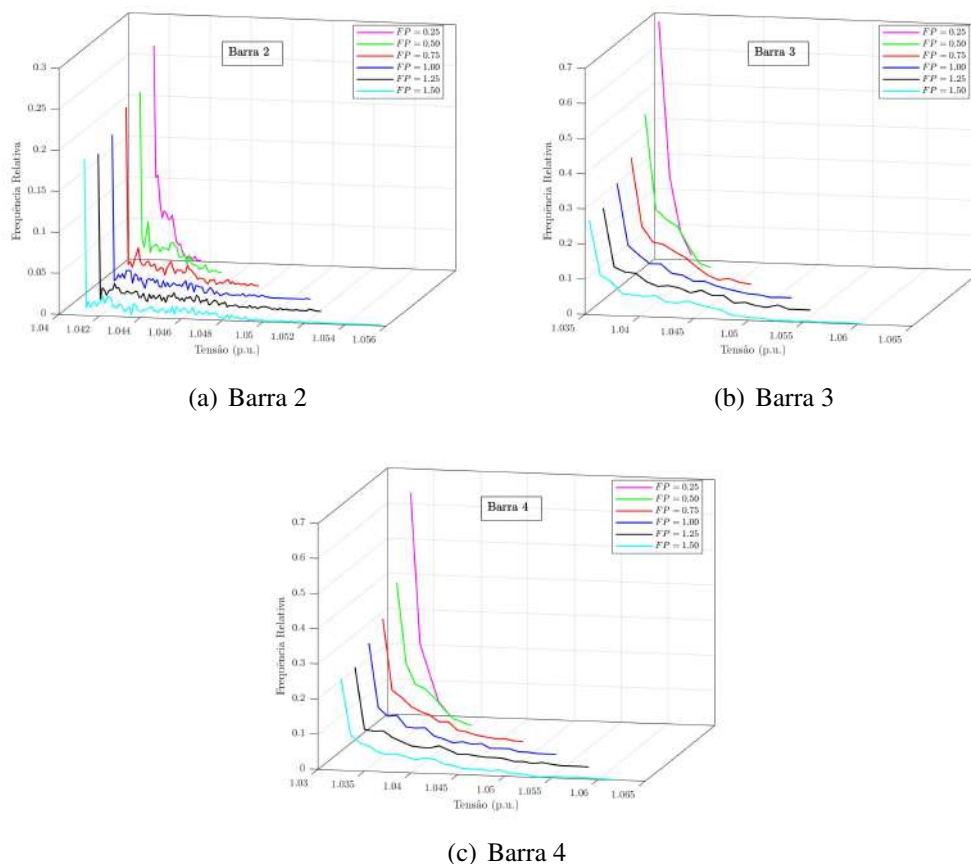 Barra 2
FP = 0.25
FP = 0.50
FP = 0.75
FP = 1.00
FP = 1.25
FP = 1.50
Frequência Relativa
0.3
0.25
0.2
0.15
0.1
0.05
0
1.04
1.042
1.044
1.046
1.048
1.05
1.052
1.054
1.056
Tensão (p.u.)
(a) Barra 2
Barra 3
FP = 0.25
FP = 0.50
FP = 0.75
FP = 1.00
FP = 1.25
FP = 1.50
Frequência Relativa
0.7
0.6
0.5
0.4
0.3
0.2
0.1
0
1.035
1.04
1.045
1.05
1.055
1.06
1.065
Tensão (p.u.)
(b) Barra 3
Barra 4
FP = 0.25
FP = 0.50
FP = 0.75
FP = 1.00
FP = 1.25
FP = 1.50
Frequência Relativa
0.7
0.6
0.5
0.4
0.3
0.2
0.1
0
1.03
1.035
1.04
1.045
1.05
1.055
1.06
1.065
Tensão (p.u.)
(c) Barra 4